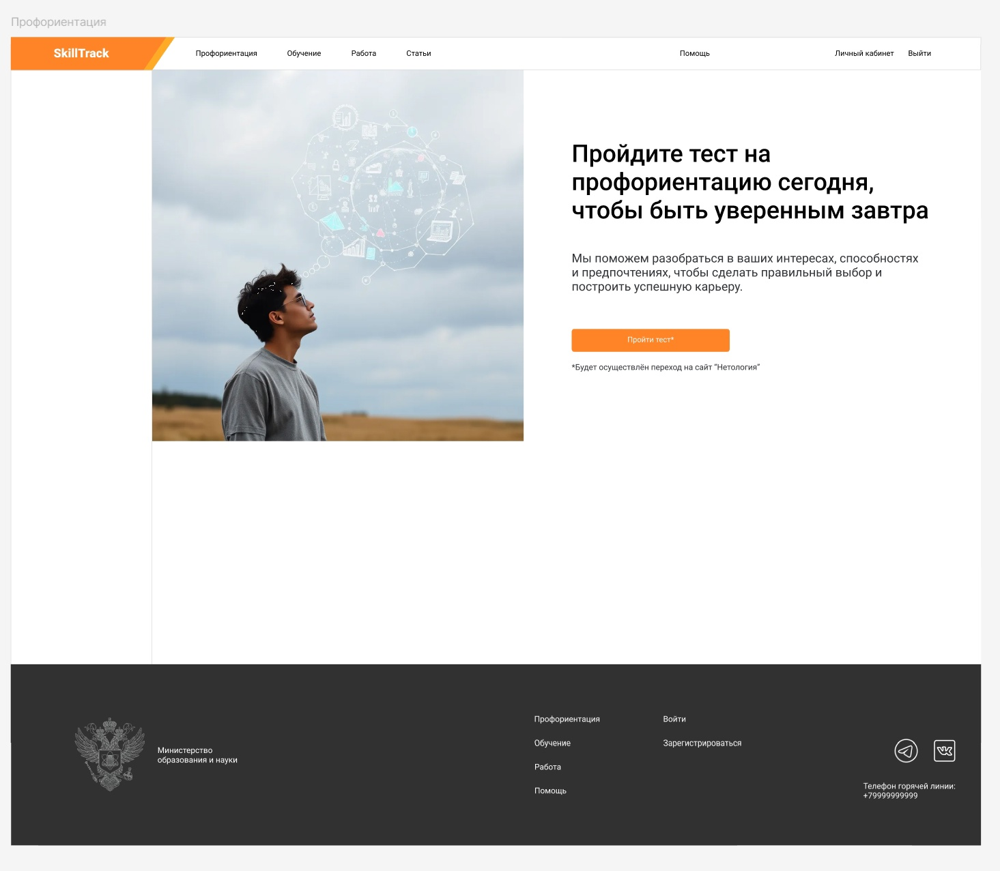 Профориентация
SkillTrack
Профориентация
Обучение
Работа
Статьи
Помощь
Личный кабинет
Выйти
Пройдите тест на
профориентацию сегодня,
чтобы быть уверенным завтра
Мы поможем разобраться в ваших интересах, способностях
и предпочтениях, чтобы сделать правильный выбор и
построить успешную карьеру.
Пройти тест*
*Будет осуществлён переход на сайт “Нетология”
Министерство
образования и науки
Профориентация
Обучение
Работа
Помощь
Войти
Зарегистрироваться
Телефон горячей линии:
+79999999999